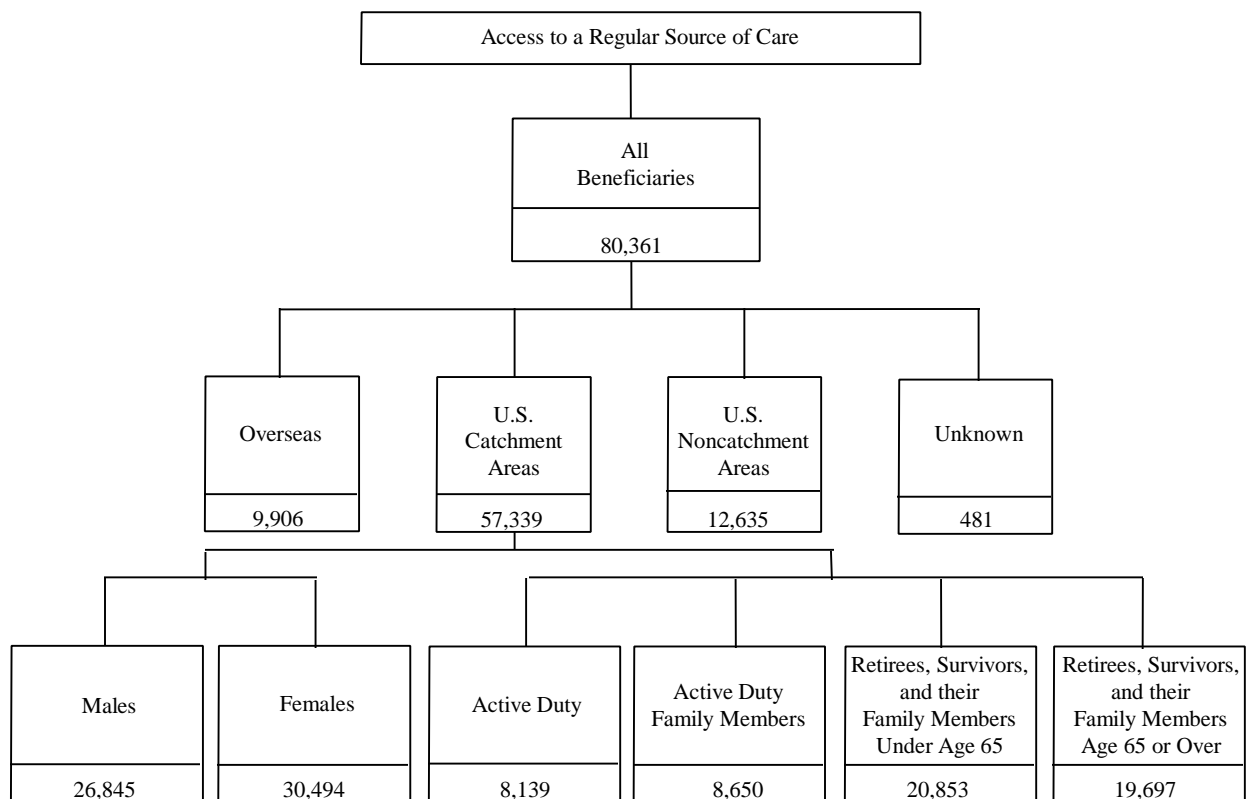 Access to a Regular Source of Care
All
Beneficiaries
80,361
Overseas
9,906
U.S.
Catchment
Areas
57,339
U.S.
Noncatchment
Areas
12,635
Unknown
481
Males
26,845
Females
30,494
Active Duty
8,139
Active Duty
Family Members
8,650
Retirees, Survivors,
and their
Family Members
Under Age 65
20,853
Retirees, Survivors,
and their
Family Members
Age 65 or Over
19,697